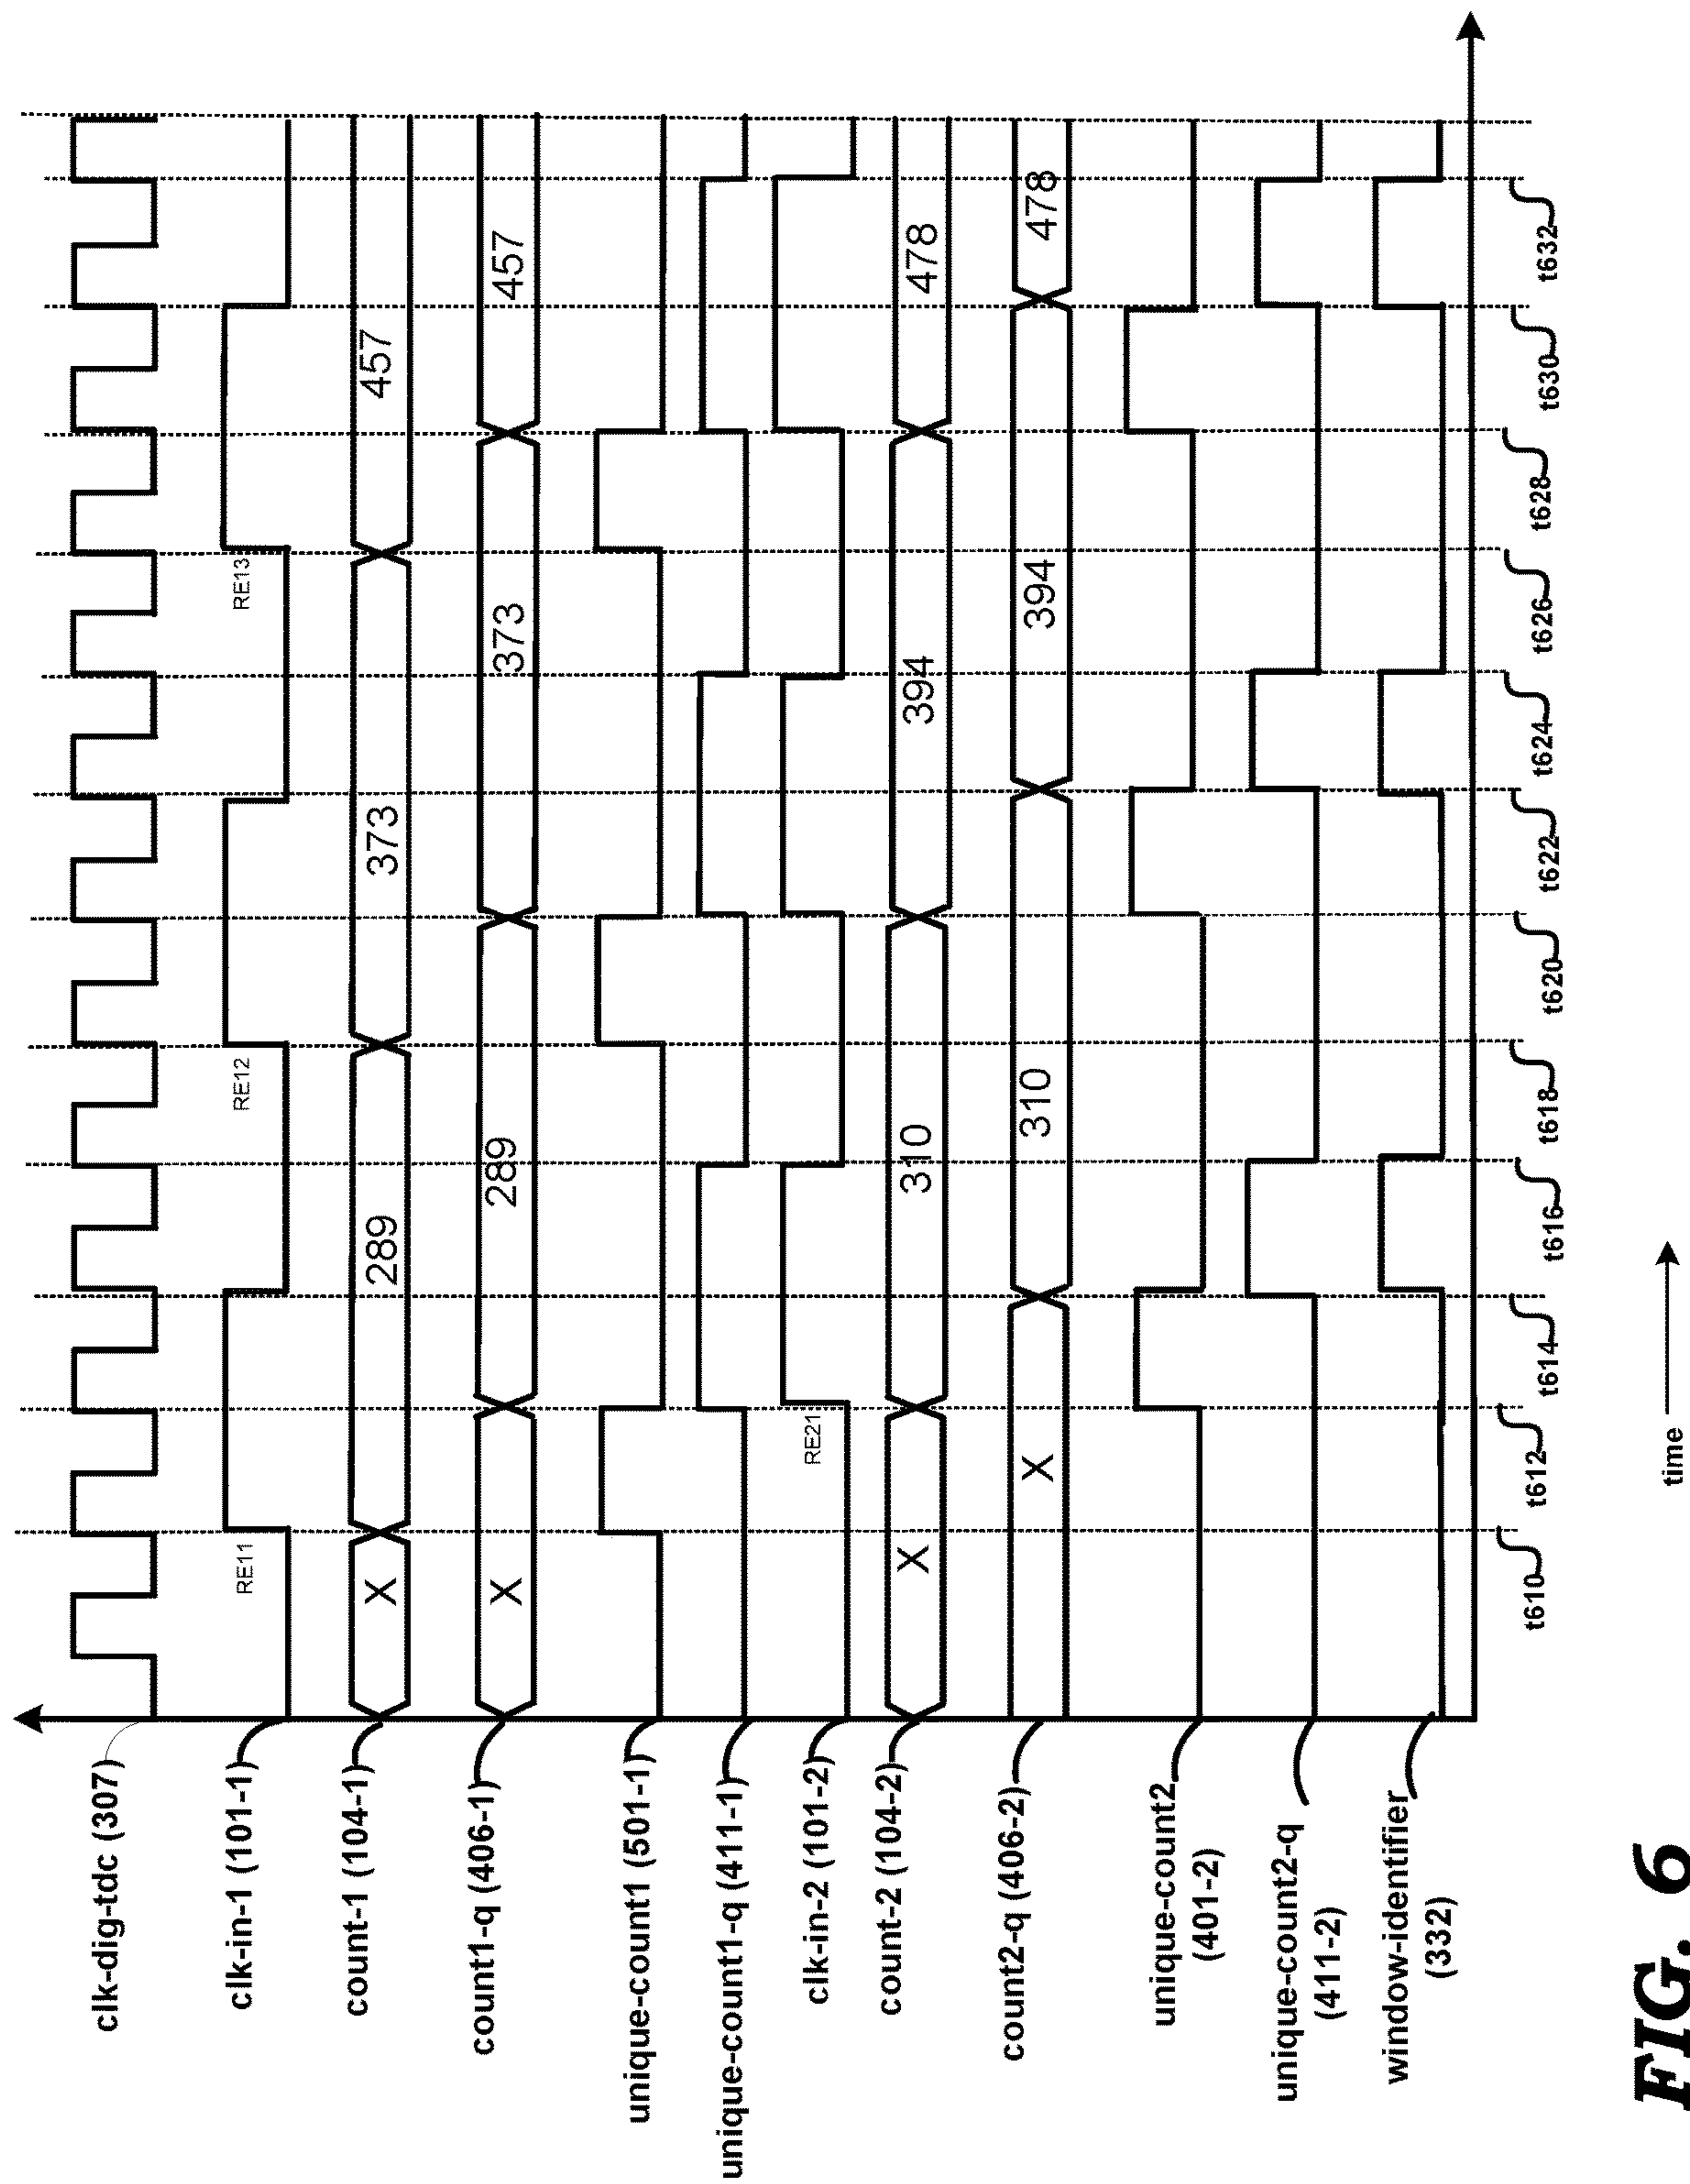 clk-dig-tdc (307)
clk-in-1 (101-1)
RE11
RE12
RE13
count-1 (104-1)
X
289
373
457
count1-q (406-1)
X
289
373
457
unique-count1 (501-1)
unique-count1-q (411-1)
clk-in-2 (101-2)
RE21
count-2 (104-2)
X
310
394
478
count2-q (406-2)
X
310
394
478
unique-count2
(401-2)
unique-count2-q
(411-2)
window-identifier
(332)
t610
t612
t614
t616
t618
t620
t622
t624
t626
t628
t630
t632
time
FIG. 6